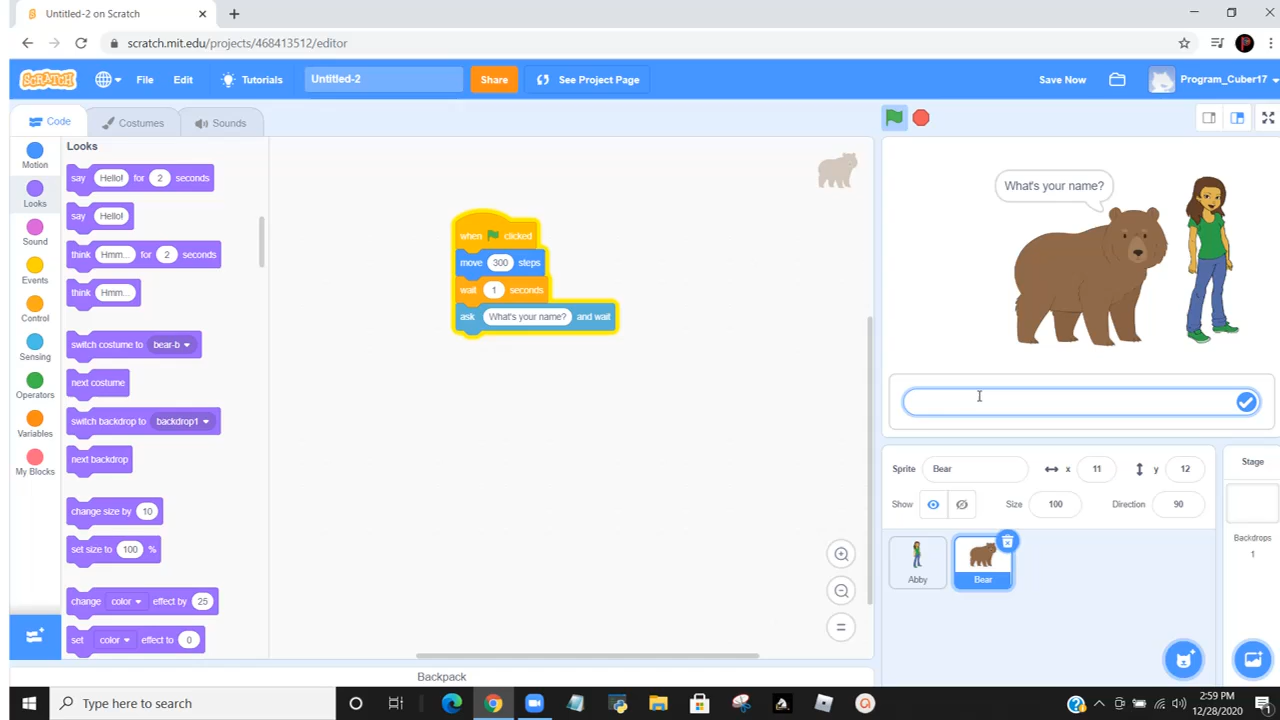 Untitled-2 on Scratch
scratch.mit.edu/projects/468413512/editor
SCRATCH File Edit Tutorials Untitled-2 Share See Project Page Save Now Program_Cuber17
Code Costumes Sounds
Motion
Looks
Sound
Events
Control
Sensing
Operators
Variables
My Blocks
Looks
say Hello! for 2 seconds
say Hello!
think Hmm... for 2 seconds
think Hmm...
switch costume to bear-b
next costume
switch backdrop to backdrop1
next backdrop
change size by 10
set size to 100 %
change color effect by 25
set color effect to 0
when clicked
move 300 steps
wait 1 seconds
ask What's your name? and wait
What's your name?
Sprite Bear x 11 y 12
Show Size 100 Direction 90
Abby
Bear
Stage
Backdrops
1
Backpack
Type here to search
2:59 PM
12/28/2020
1